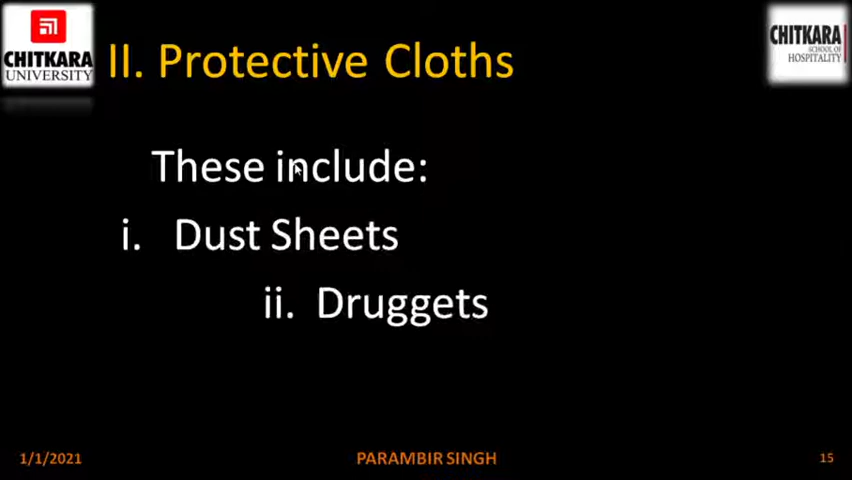 CHITKARA
UNIVERSITY
II. Protective Cloths
CHITKARA
SCHOOL OF
HOSPITALITY
These include:
i. Dust Sheets
ii. Druggets
1/1/2021
PARAMBIR SINGH
15